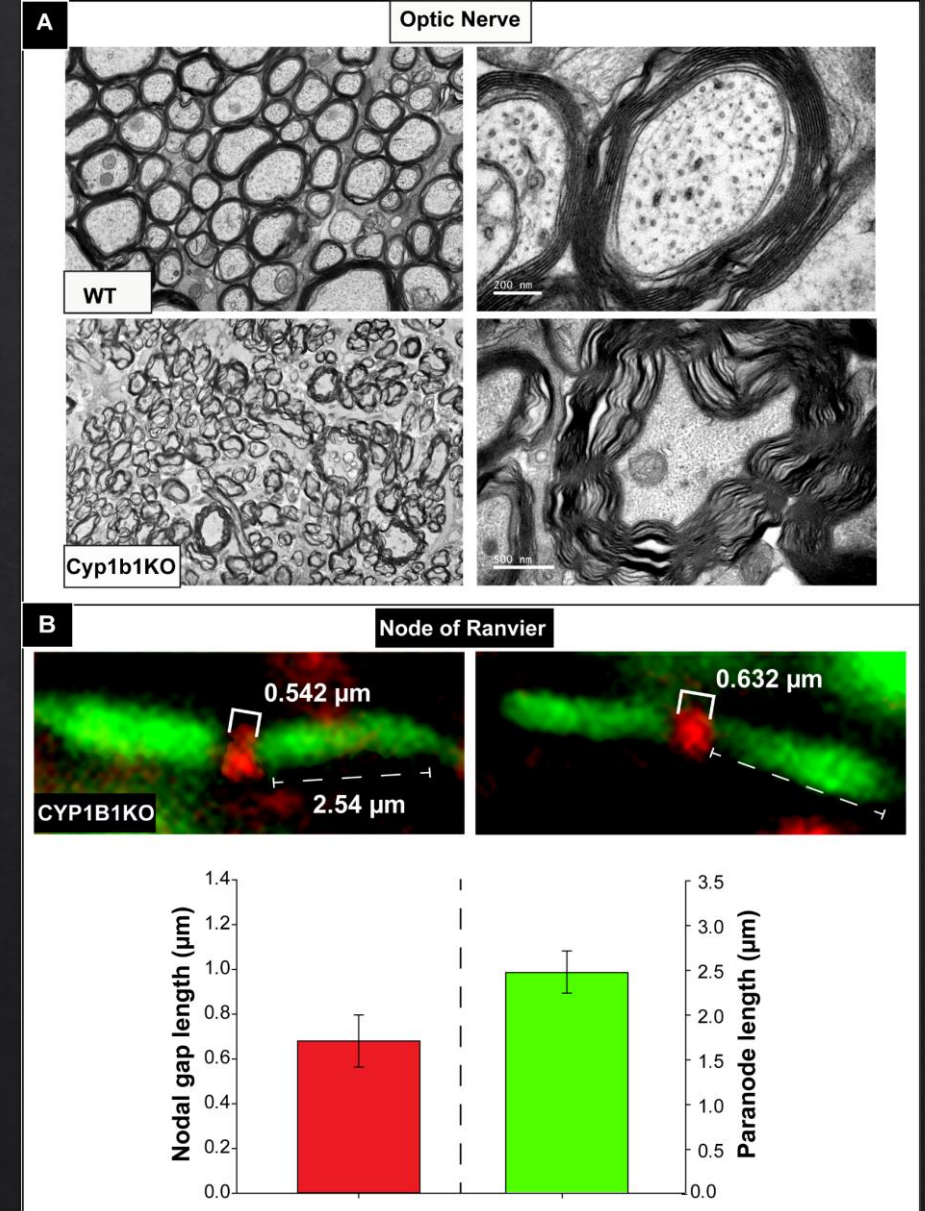 A
Optic Nerve
WT
200 nm
Cyp1b1KO
500 nm
B
Node of Ranvier
0.542 µm
2.54 µm
CYP1B1KO
0.632 µm
Nodal gap length (µm)
1.4
1.2
1.0
0.8
0.6
0.4
0.2
0.0
3.5
3.0
2.5
2.0
1.5
1.0
0.5
0.0
Paranode length (µm)